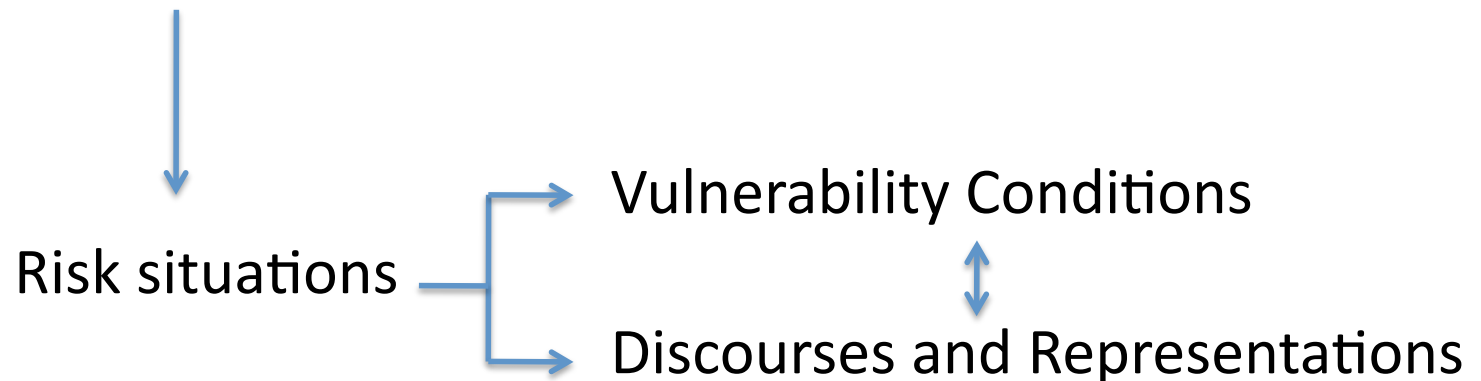 Vulnerability Conditions
Risk situations
Discourses and Representations